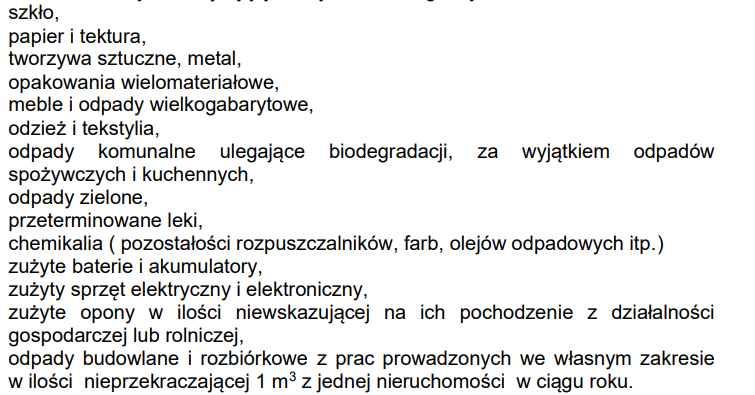 szkło,
papier i tektura,
tworzywa sztuczne, metal,
opakowania wielomateriałowe,
meble i odpady wielkogabarytowe,
odzież i tekstylia,
odpady komunalne ulegające biodegradacji, za wyjątkiem odpadów
spożywczych i kuchennych,
odpady zielone,
przeterminowane leki,
chemikalia ( pozostałości rozpuszczalników, farb, olejów odpadowych itp.)
zużyte baterie i akumulatory,
zużyty sprzęt elektryczny i elektroniczny,
zużyte opony w ilości niewskazującej na ich pochodzenie z działalności
gospodarczej lub rolniczej,
odpady budowlane i rozbiórkowe z prac prowadzonych we własnym zakresie
w ilości nieprzekraczającej 1 m³ z jednej nieruchomości w ciągu roku.